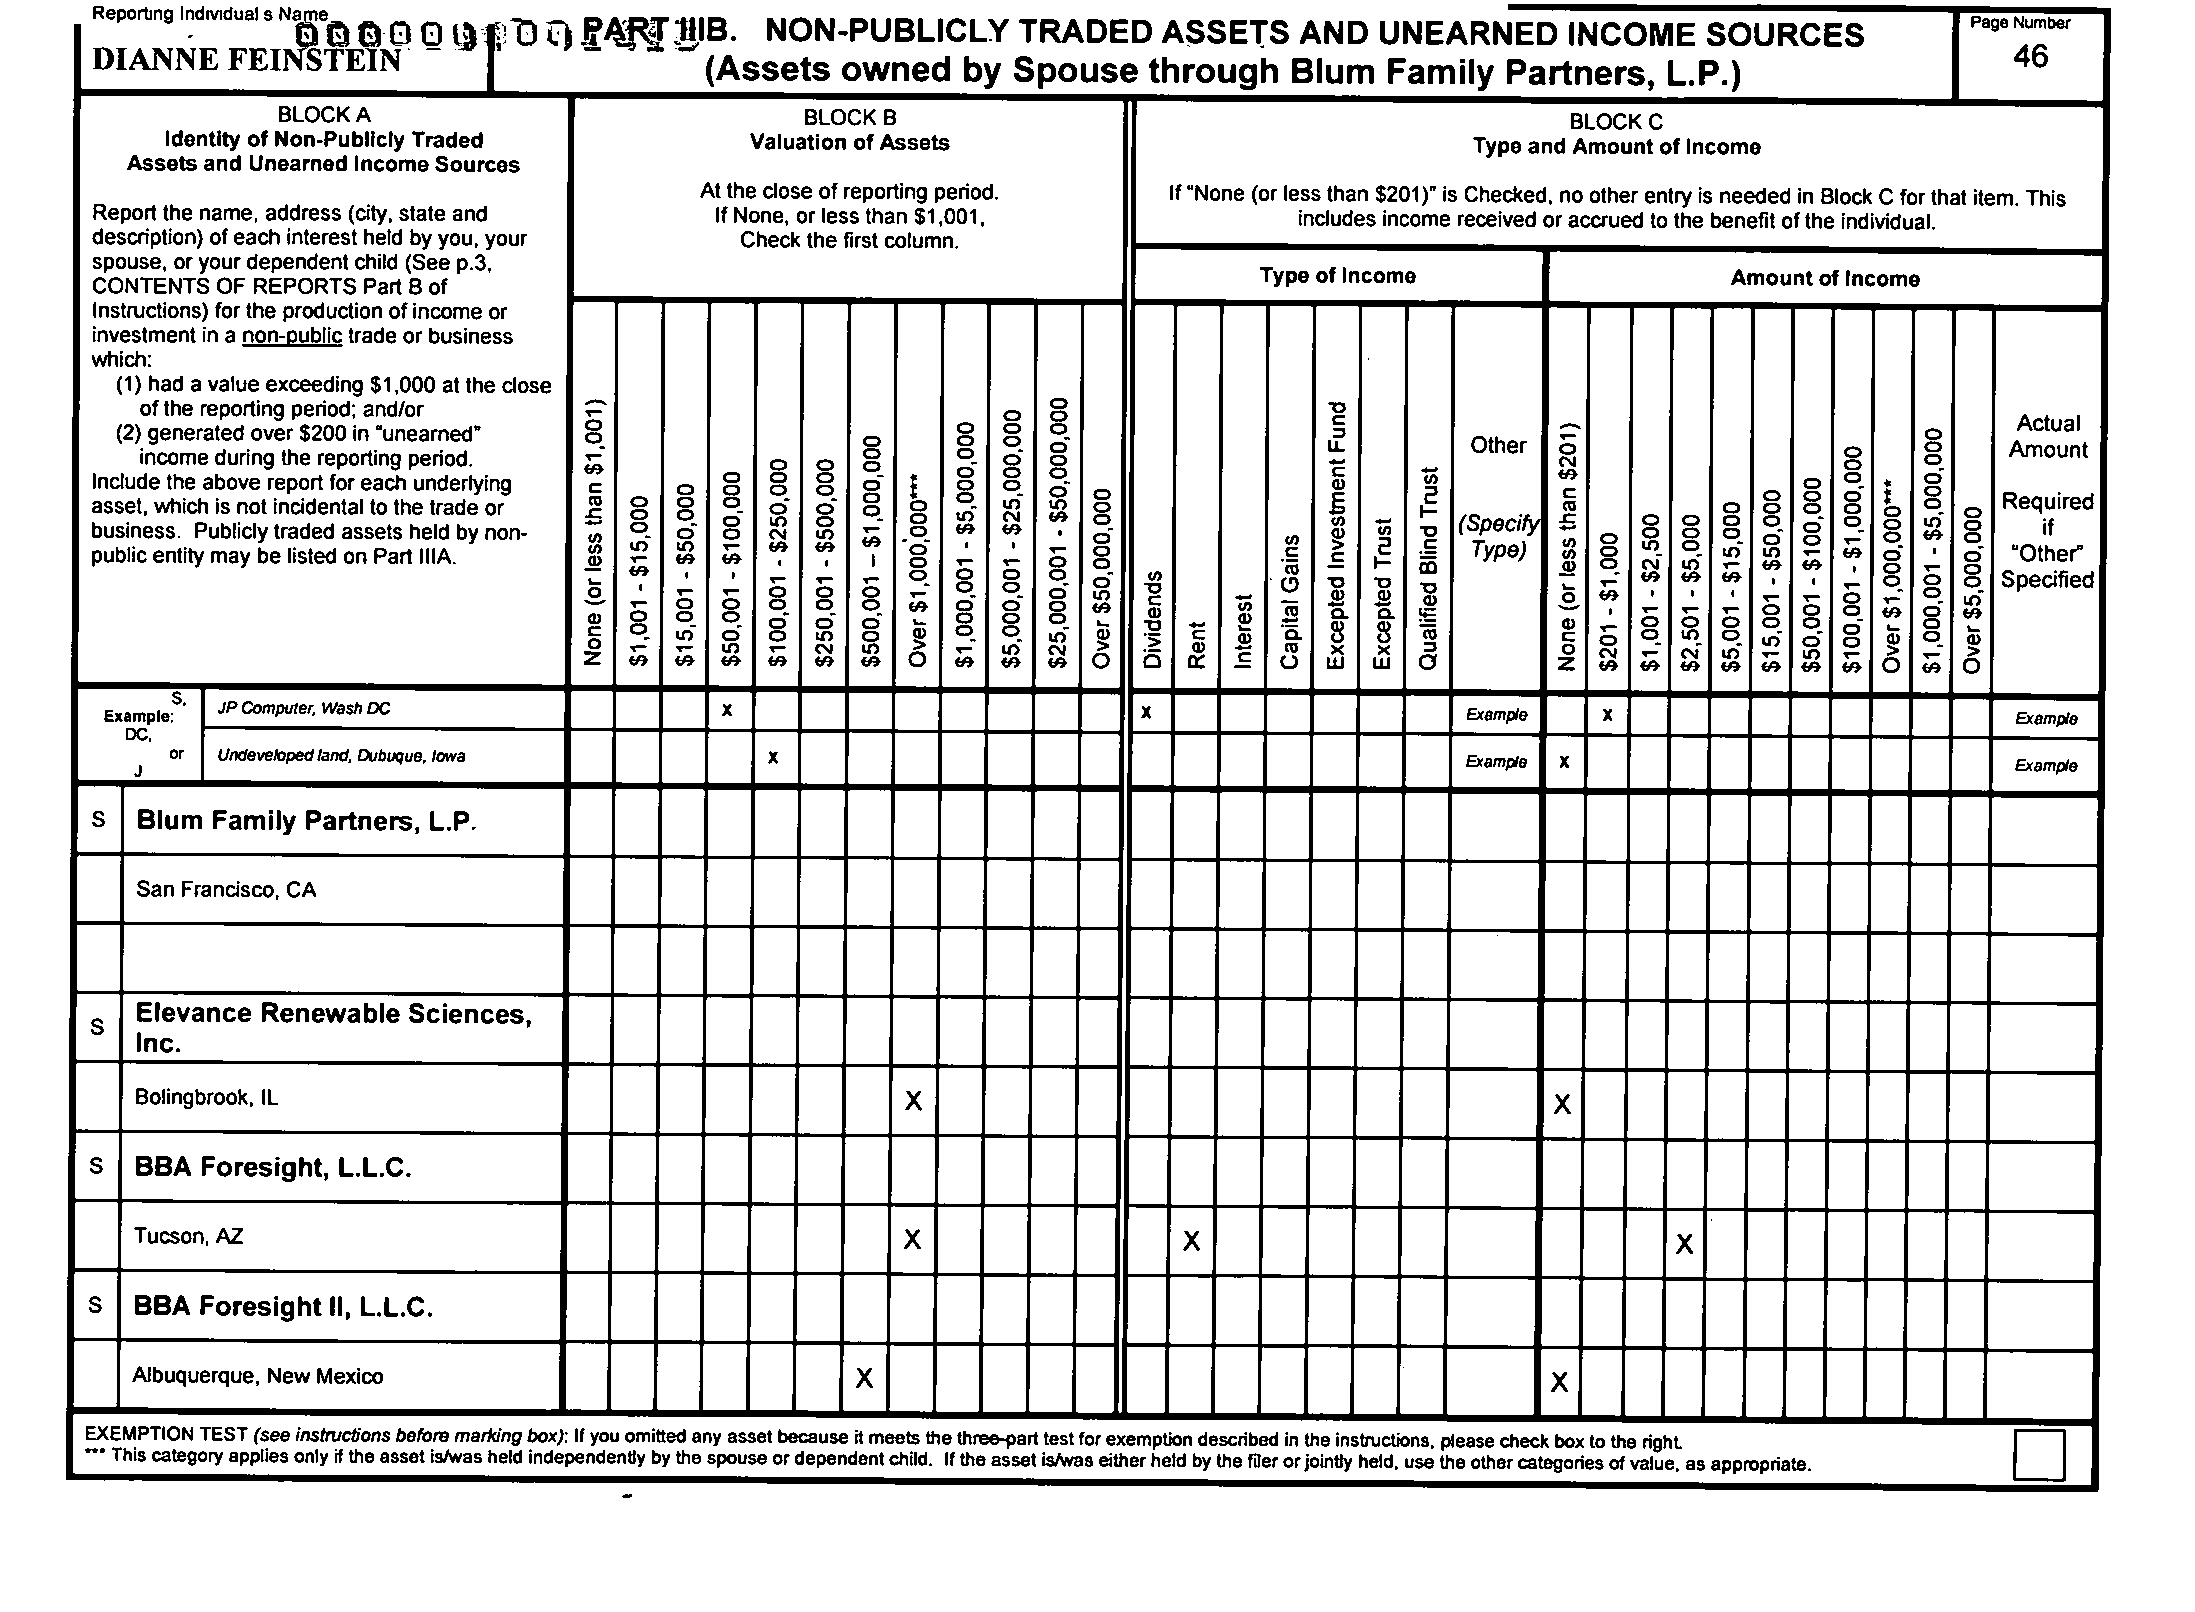 Reporting Individual s Name
DIANNE FEINSTEIN
PART IIIB. NON-PUBLICLY TRADED ASSETS AND UNEARNED INCOME SOURCES
(Assets owned by Spouse through Blum Family Partners, L.P.)
Page Number
46
BLOCK A
Identity of Non-Publicly Traded
Assets and Unearned Income Sources
Report the name, address (city, state and
description) of each interest held by you, your
spouse, or your dependent child (See p.3,
CONTENTS OF REPORTS Part B of
Instructions) for the production of income or
investment in a non-public trade or business
which:
(1) had a value exceeding $1,000 at the close
of the reporting period; and/or
(2) generated over $200 in "unearned"
income during the reporting period.
Include the above report for each underlying
asset, which is not incidental to the trade or
business. Publicly traded assets held by non-
public entity may be listed on Part IIIA.
BLOCK B
Valuation of Assets
At the close of reporting period.
If None, or less than $1,001,
Check the first column.
None (or less than $1,001)
$1,001 - $15,000
$15,001 - $50,000
$50,001 - $100,000
$100,001 - $250,000
$250,001 - $500,000
$500,001 – $1,000,000
Over $1,000,000***
$1,000,001 - $5,000,000
$5,000,001 - $25,000,000
$25,000,001 - $50,000,000
Over $50,000,000
BLOCK C
Type and Amount of Income
If "None (or less than $201)" is Checked, no other entry is needed in Block C for that item. This
includes income received or accrued to the benefit of the individual.
Type of Income
Dividends
Rent
Interest
Capital Gains
Excepted Investment Fund
Excepted Trust
Qualified Blind Trust
Other
(Specify
Type)
Amount of Income
None (or less than $201)
$201 - $1,000
$1,001 - $2,500
$2,501 - $5,000
$5,001 - $15,000
$15,001 - $50,000
$50,001 - $100,000
$100,001 - $1,000,000
Over $1,000,000***
$1,000,001 - $5,000,000
Over $5,000,000
Actual
Amount
Required
if
"Other"
Specified
S,
Example:
DC,
or
J
JP Computer, Wash DC X X Example X Example
Undeveloped land, Dubuque, Iowa X Example X Example
S Blum Family Partners, L.P.
San Francisco, CA
S Elevance Renewable Sciences,
Inc.
Bolingbrook, IL X X
S BBA Foresight, L.L.C.
Tucson, AZ X X X
S BBA Foresight II, L.L.C.
Albuquerque, New Mexico X X
EXEMPTION TEST (see instructions before marking box): If you omitted any asset because it meets the three-part test for exemption described in the instructions, please check box to the right.
*** This category applies only if the asset is/was held independently by the spouse or dependent child. If the asset is/was either held by the filer or jointly held, use the other categories of value, as appropriate.